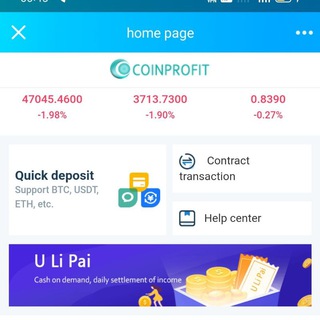 home page
COINPROFIT
47045.4600 3713.7300 0.8390
-1.98% -1.90% -0.27%
Quick deposit
Support BTC, USDT,
ETH, etc.
Contract
transaction
Help center
U Li Pai
Cash on demand, daily settlement of income